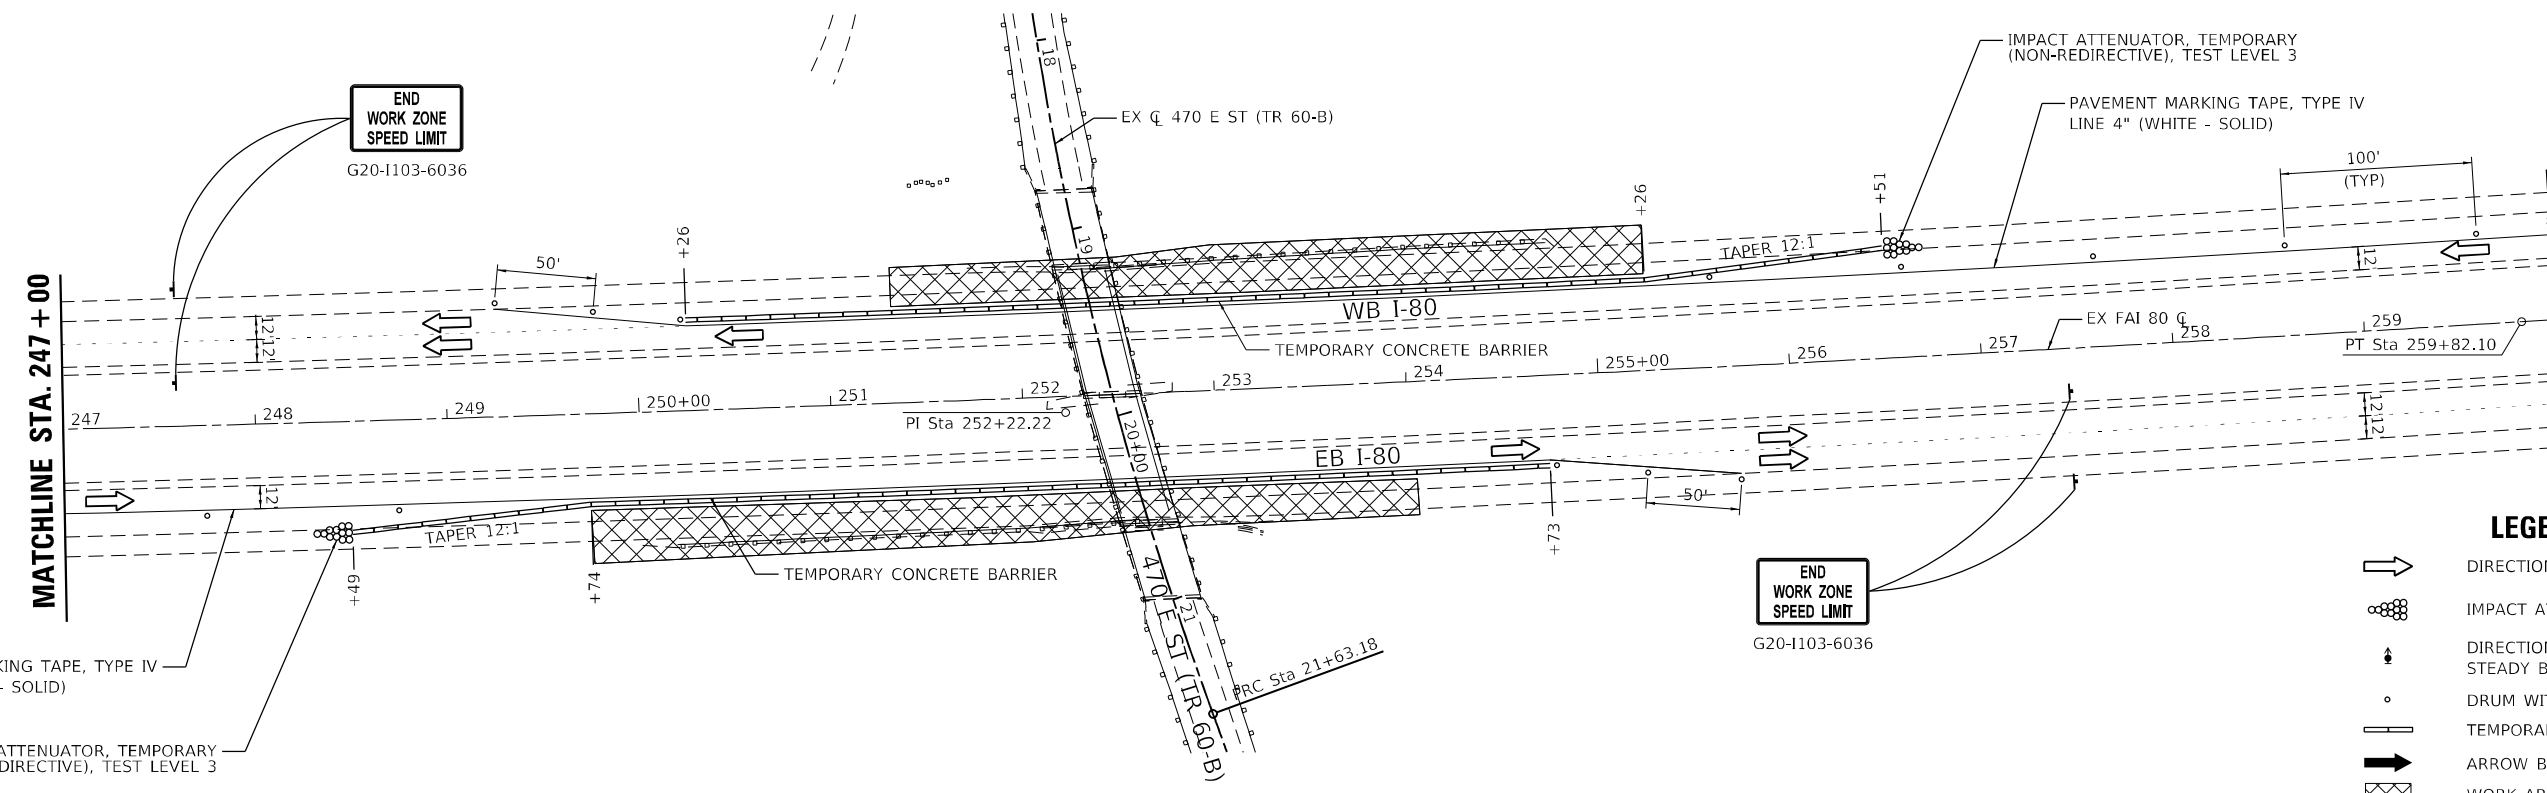 IMPACT ATTENUATOR, TEMPORARY
(NON-REDIRECTIVE), TEST LEVEL 3
18
END
WORK ZONE
SPEED LIMIT
G20-I103-6036
EX ℄ 470 E ST (TR 60-B)
PAVEMENT MARKING TAPE, TYPE IV
LINE 4" (WHITE - SOLID)
100'
(TYP)
+26
+51
+26
19
50'
TAPER 12:1
12'
MATCHLINE STA. 247 + 00
12'
12'
WB I-80
EX FAI 80 ℄
TEMPORARY CONCRETE BARRIER
PT Sta 259+82.10
247
248
249
250+00
251
252
253
254
255+00
256
257
258
259
PI Sta 252+22.22
20+00
12'
12'
EB I-80
12'
50'
TAPER 12:1
+49
+74
+73
TEMPORARY CONCRETE BARRIER
470 E ST (TR 60-B)
21
PRC Sta 21+63.18
END
WORK ZONE
SPEED LIMIT
G20-I103-6036
KING TAPE, TYPE IV
- SOLID)
ATTENUATOR, TEMPORARY
DIRECTIVE), TEST LEVEL 3
LEGE
DIRECTION
IMPACT A
DIRECTION
STEADY B
DRUM WI
TEMPORA
ARROW B
WORK AR